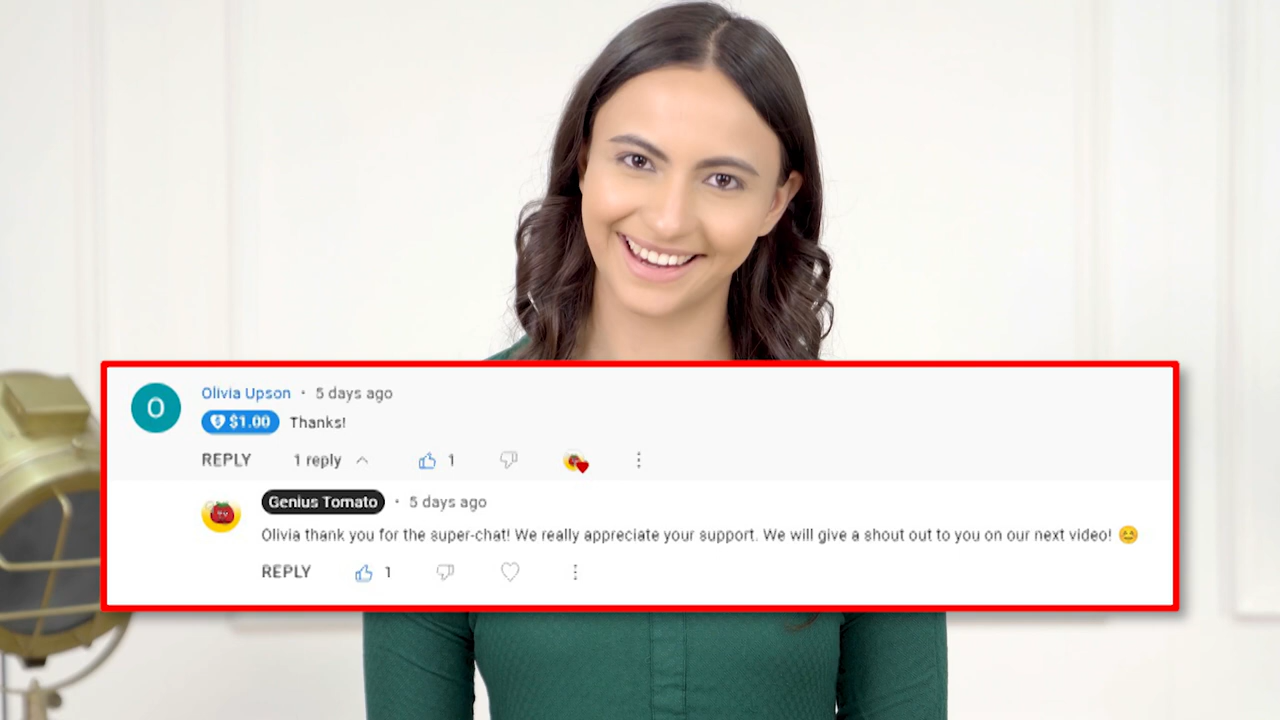 O
Olivia Upson · 5 days ago
$1.00 Thanks!
REPLY 1 reply 1
Genius Tomato · 5 days ago
Olivia thank you for the super-chat! We really appreciate your support. We will give a shout out to you on our next video! 😊
REPLY 1